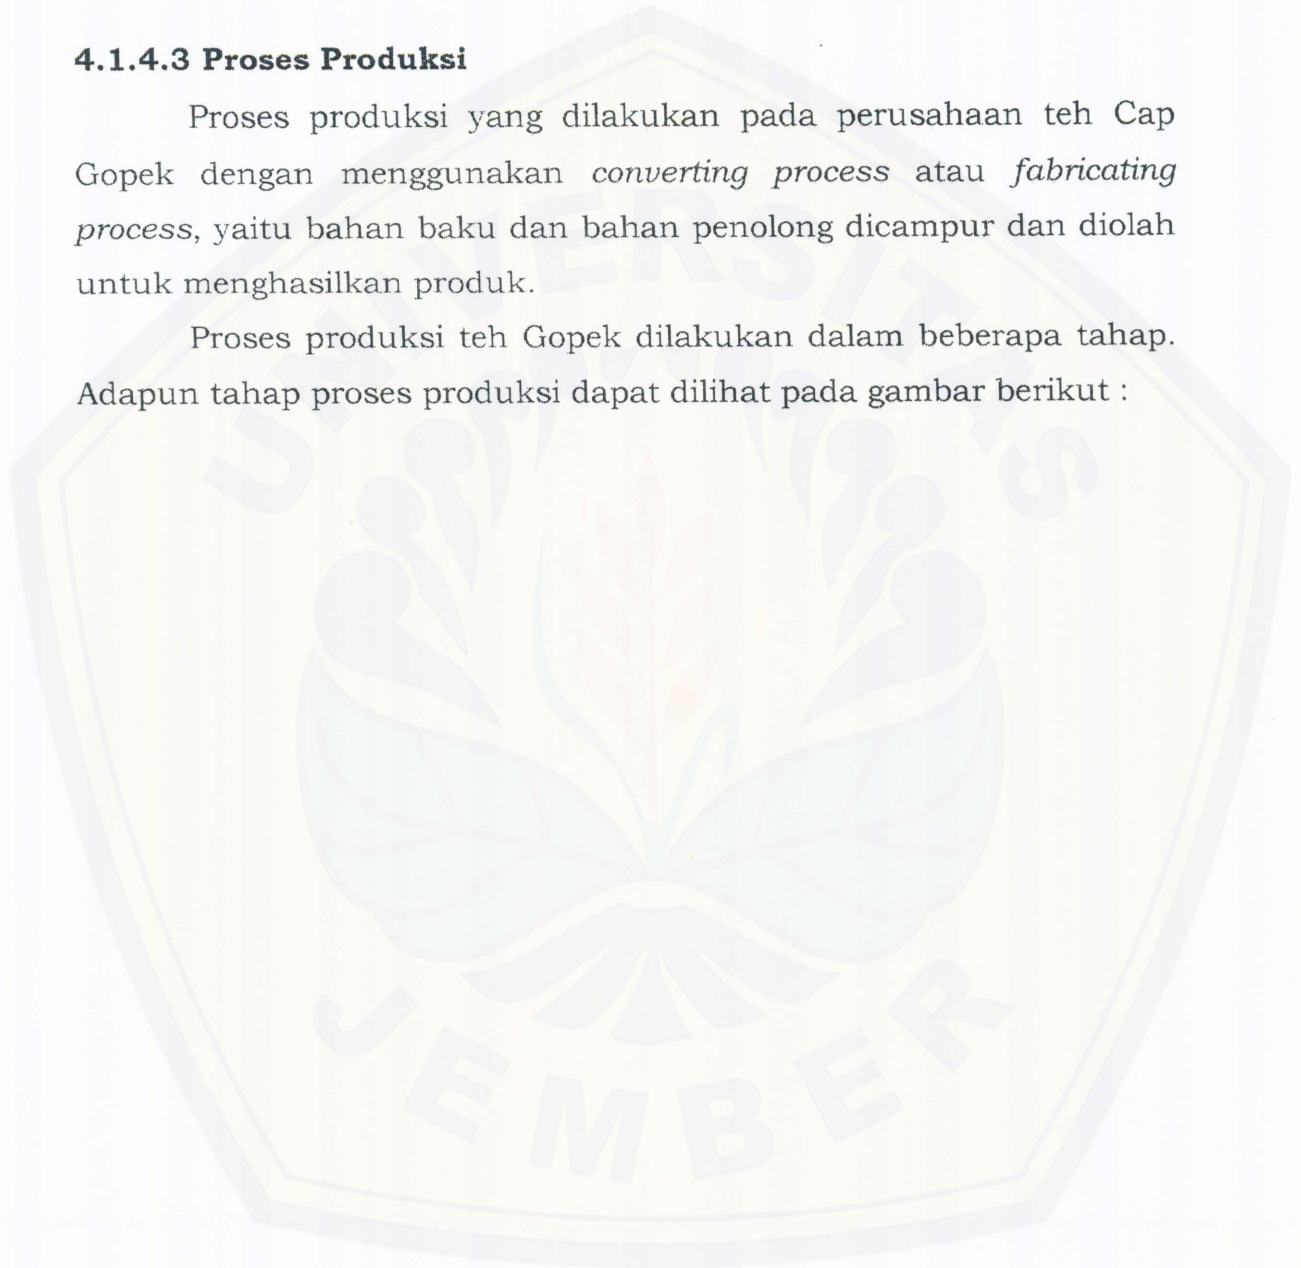 4.1.4.3 Proses Produksi
Proses produksi yang dilakukan pada perusahaan teh Cap
Gopek dengan menggunakan converting process atau fabricating
process, yaitu bahan baku dan bahan penolong dicampur dan diolah
untuk menghasilkan produk.
Proses produksi teh Gopek dilakukan dalam beberapa tahap.
Adapun tahap proses produksi dapat dilihat pada gambar berikut :
UNIVERSITAS
JEMBER